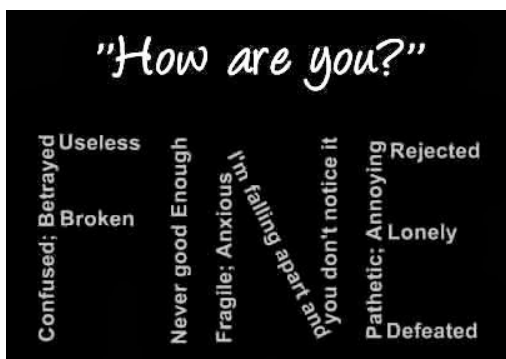 "How are you?"
Confused; Betrayed
Useless
Broken
Never good Enough
Fragile; Anxious
I'm falling apart and
you don't notice it
Pathetic; Annoying
Rejected
Lonely
Defeated